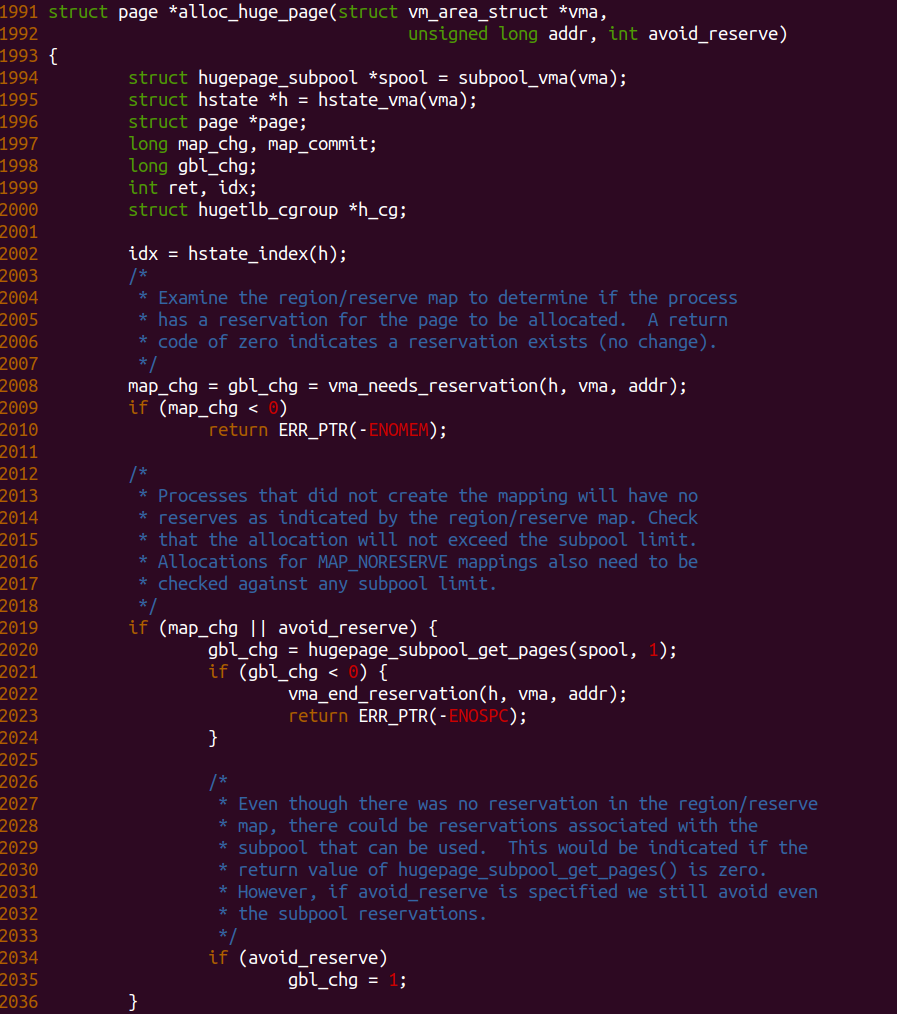 1991 struct page *alloc_huge_page(struct vm_area_struct *vma,
1992                                     unsigned long addr, int avoid_reserve)
1993 {
1994         struct hugepage_subpool *spool = subpool_vma(vma);
1995         struct hstate *h = hstate_vma(vma);
1996         struct page *page;
1997         long map_chg, map_commit;
1998         long gbl_chg;
1999         int ret, idx;
2000         struct hugetlb_cgroup *h_cg;
2001
2002         idx = hstate_index(h);
2003         /*
2004          * Examine the region/reserve map to determine if the process
2005          * has a reservation for the page to be allocated.  A return
2006          * code of zero indicates a reservation exists (no change).
2007          */
2008         map_chg = gbl_chg = vma_needs_reservation(h, vma, addr);
2009         if (map_chg < 0)
2010                 return ERR_PTR(-ENOMEM);
2011
2012         /*
2013          * Processes that did not create the mapping will have no
2014          * reserves as indicated by the region/reserve map. Check
2015          * that the allocation will not exceed the subpool limit.
2016          * Allocations for MAP_NORESERVE mappings also need to be
2017          * checked against any subpool limit.
2018          */
2019         if (map_chg || avoid_reserve) {
2020                 gbl_chg = hugepage_subpool_get_pages(spool, 1);
2021                 if (gbl_chg < 0) {
2022                         vma_end_reservation(h, vma, addr);
2023                         return ERR_PTR(-ENOSPC);
2024                 }
2025
2026                 /*
2027                  * Even though there was no reservation in the region/reserve
2028                  * map, there could be reservations associated with the
2029                  * subpool that can be used.  This would be indicated if the
2030                  * return value of hugepage_subpool_get_pages() is zero.
2031                  * However, if avoid_reserve is specified we still avoid even
2032                  * the subpool reservations.
2033                  */
2034                 if (avoid_reserve)
2035                         gbl_chg = 1;
2036         }